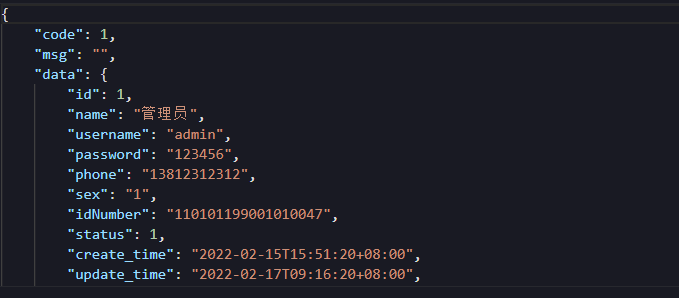 {
"code": 1,
"msg": "",
"data": {
"id": 1,
"name": "管理员",
"username": "admin",
"password": "123456",
"phone": "13812312312",
"sex": "1",
"idNumber": "110101199001010047",
"status": 1,
"create_time": "2022-02-15T15:51:20+08:00",
"update_time": "2022-02-17T09:16:20+08:00",